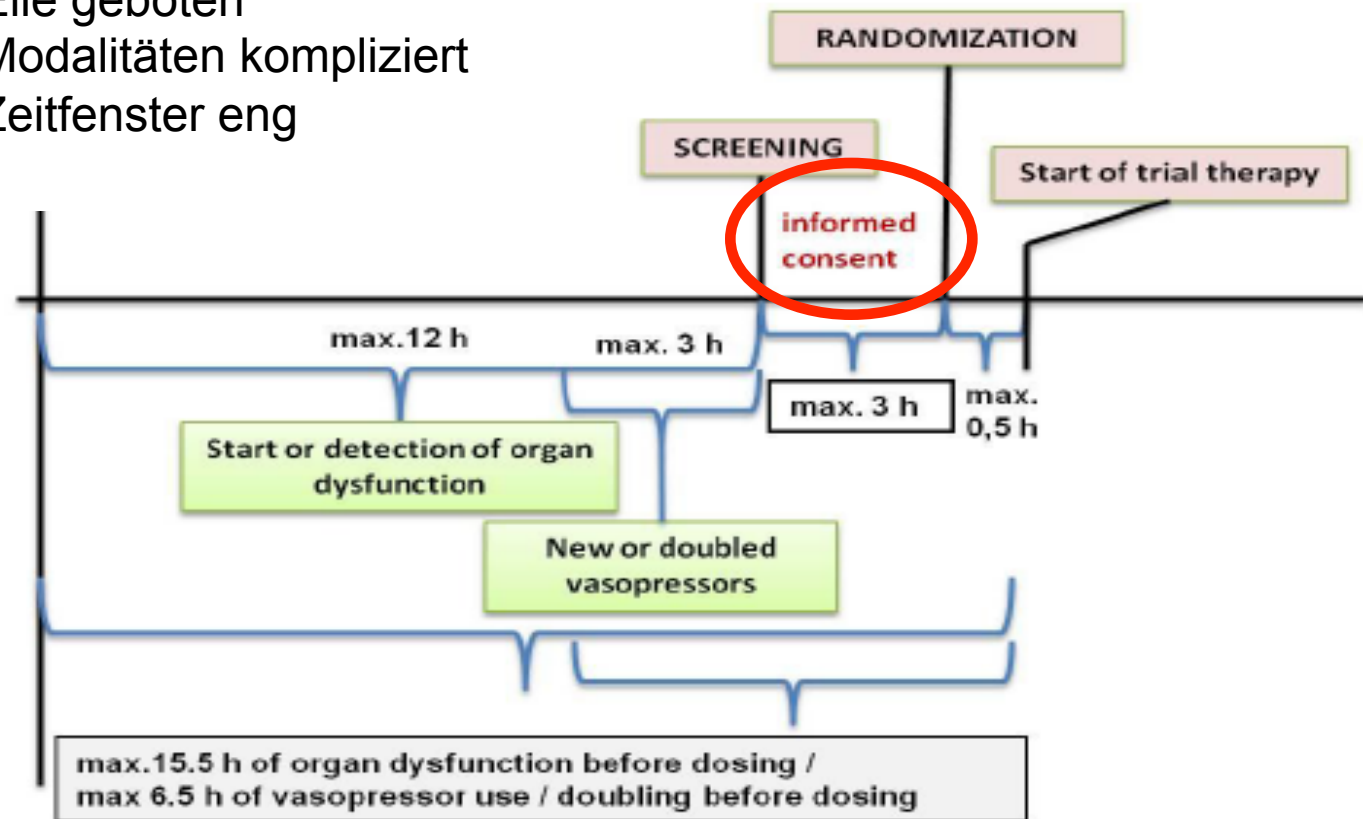 Eile geboten
Modalitäten kompliziert
Zeitfenster eng
RANDOMIZATION
SCREENING
Start of trial therapy
informed
consent
max.12 h
max. 3 h
max. 3 h
max.
0,5 h
Start or detection of organ
dysfunction
New or doubled
vasopressors
max.15.5 h of organ dysfunction before dosing /
max 6.5 h of vasopressor use / doubling before dosing